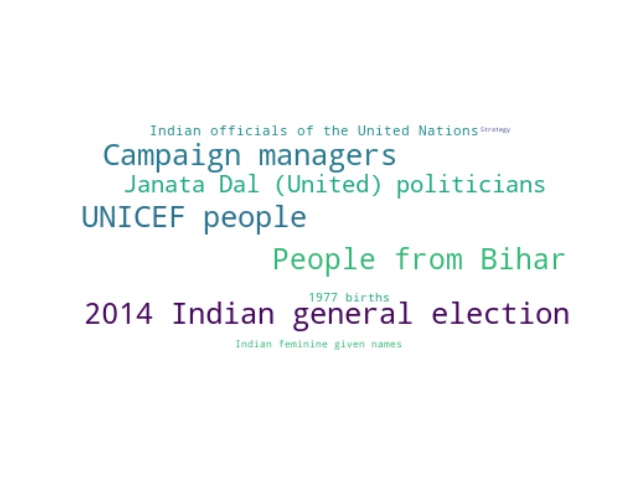 Indian officials of the United Nations
Strategy
Campaign managers
Janata Dal (United) politicians
UNICEF people
People from Bihar
1977 births
2014 Indian general election
Indian feminine given names